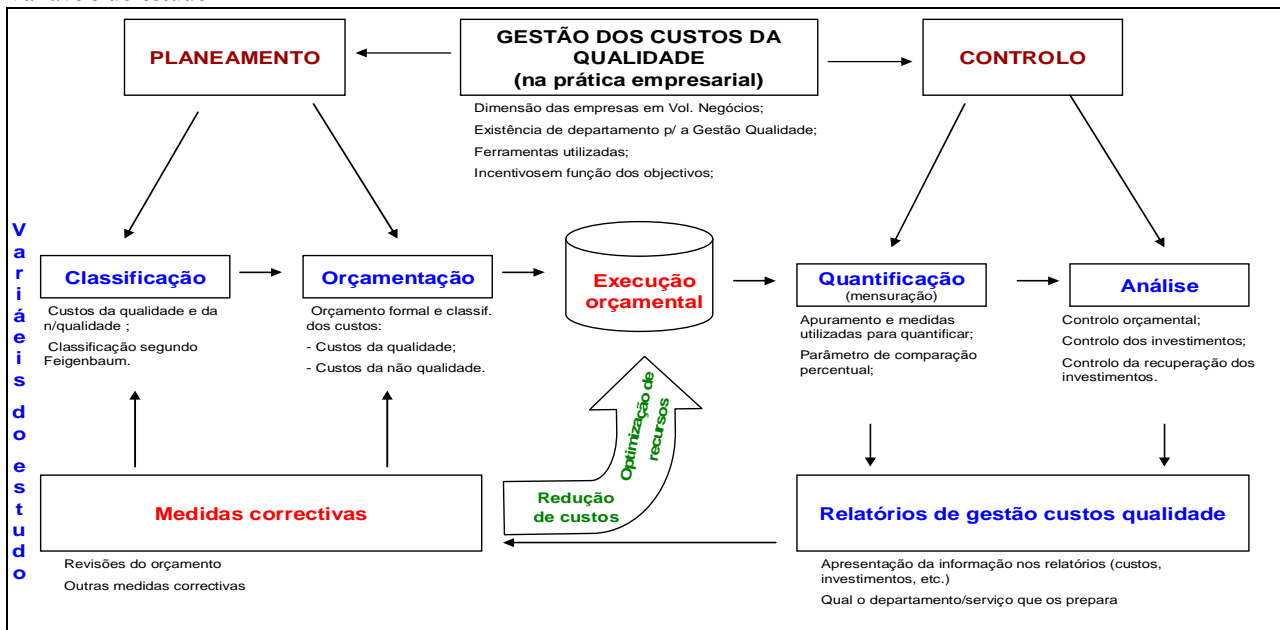 PLANEAMENTO
GESTÃO DOS CUSTOS DA
QUALIDADE
(na prática empresarial)
CONTROLO
Dimensão das empresas em Vol. Negócios;
Existência de departamento p/ a Gestão Qualidade;
Ferramentas utilizadas;
Incentivosem função dos objectivos;
Variáeis do estudo
Classificação
Custos da qualidade e da
n/qualidade ;
Classificação segundo
Feigenbaum.
Orçamentação
Orçamento formal e classif.
dos custos:
- Custos da qualidade;
- Custos da não qualidade.
Execução
orçamental
Quantificação
(mensuração)
Apuramento e medidas
utilizadas para quantificar;
Parâmetro de comparação
percentual;
Análise
Controlo orçamental;
Controlo dos investimentos;
Controlo da recuperação dos
investimentos.
Optimização de
recursos
Redução
de custos
Medidas correctivas
Revisões do orçamento
Outras medidas correctivas
Relatórios de gestão custos qualidade
Apresentação da informação nos relatórios (custos,
investimentos, etc.)
Qual o departamento/serviço que os prepara